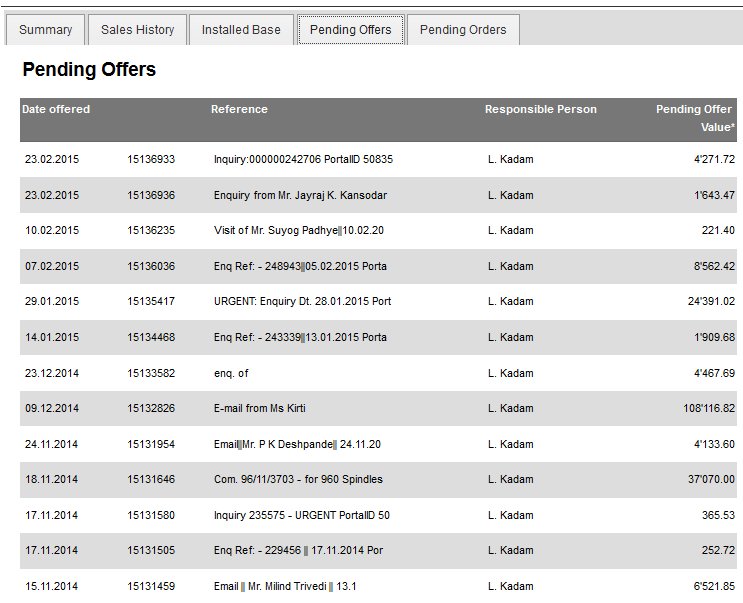 Summary Sales History Installed Base Pending Offers Pending Orders
Pending Offers
Date offered Reference Responsible Person Pending Offer
Value*
23.02.2015 15136933 Inquiry:000000242706 PortalID 50835 L. Kadam 4'271.72
23.02.2015 15136936 Enquiry from Mr. Jayraj K. Kansodar L. Kadam 1'643.47
10.02.2015 15136235 Visit of Mr. Suyog Padhye||10.02.20 L. Kadam 221.40
07.02.2015 15136036 Enq Ref: - 248943||05.02.2015 Porta L. Kadam 8'562.42
29.01.2015 15135417 URGENT: Enquiry Dt. 28.01.2015 Port L. Kadam 24'391.02
14.01.2015 15134468 Enq Ref: - 243339||13.01.2015 Porta L. Kadam 1'909.68
23.12.2014 15133582 enq. of L. Kadam 4'467.69
09.12.2014 15132826 E-mail from Ms Kirti L. Kadam 108'116.82
24.11.2014 15131954 Email||Mr. P K Deshpande|| 24.11.20 L. Kadam 4'133.60
18.11.2014 15131646 Com. 96/11/3703 - for 960 Spindles L. Kadam 37'070.00
17.11.2014 15131580 Inquiry 235575 - URGENT PortalID 50 L. Kadam 365.53
17.11.2014 15131505 Enq Ref: - 229456 || 17.11.2014 Por L. Kadam 252.72
15.11.2014 15131459 Email || Mr. Milind Trivedi || 13.1 L. Kadam 6'521.85